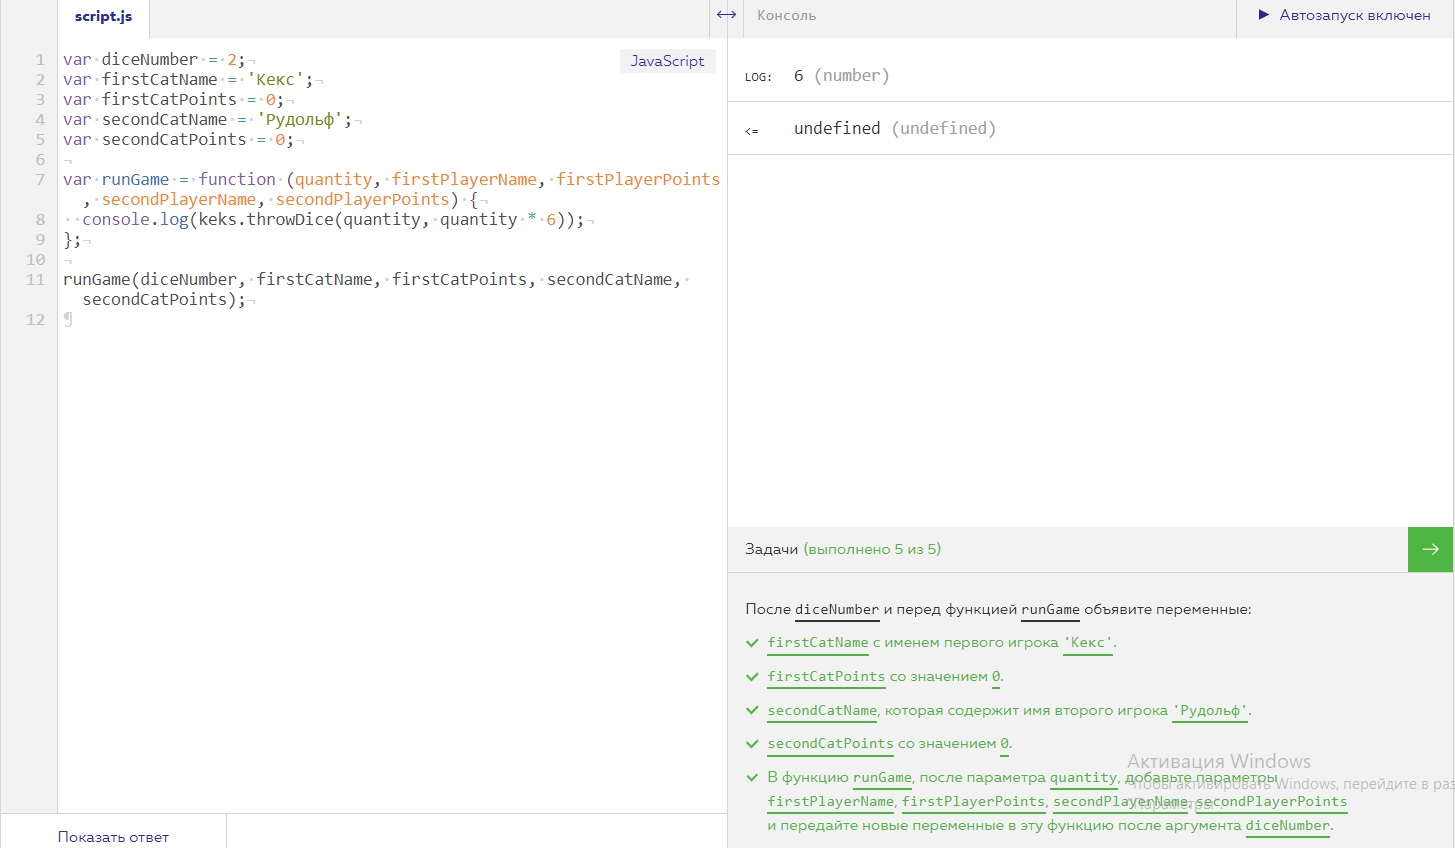 script.js
Консоль
Автозапуск включен
JavaScript
1 var diceNumber = 2;
2 var firstCatName = 'Кекс';
3 var firstCatPoints = 0;
4 var secondCatName = 'Рудольф';
5 var secondCatPoints = 0;
6
7 var runGame = function (quantity, firstPlayerName, firstPlayerPoints
, secondPlayerName, secondPlayerPoints) {
8 console.log(keks.throwDice(quantity, quantity * 6));
9 };
10
11 runGame(diceNumber, firstCatName, firstCatPoints, secondCatName,
secondCatPoints);
12
Показать ответ
LOG: 6 (number)
<= undefined (undefined)
Задачи (выполнено 5 из 5)
После diceNumber и перед функцией runGame объявите переменные:
firstCatName с именем первого игрока 'Кекс'.
firstCatPoints со значением 0.
secondCatName, которая содержит имя второго игрока 'Рудольф'.
secondCatPoints со значением 0.
В функцию runGame, после параметра quantity, добавьте параметры
firstPlayerName, firstPlayerPoints, secondPlayerName, secondPlayerPoints
и передайте новые переменные в эту функцию после аргумента diceNumber.
Активация Windows
Чтобы активировать Windows, перейдите в раз
"Параметры".